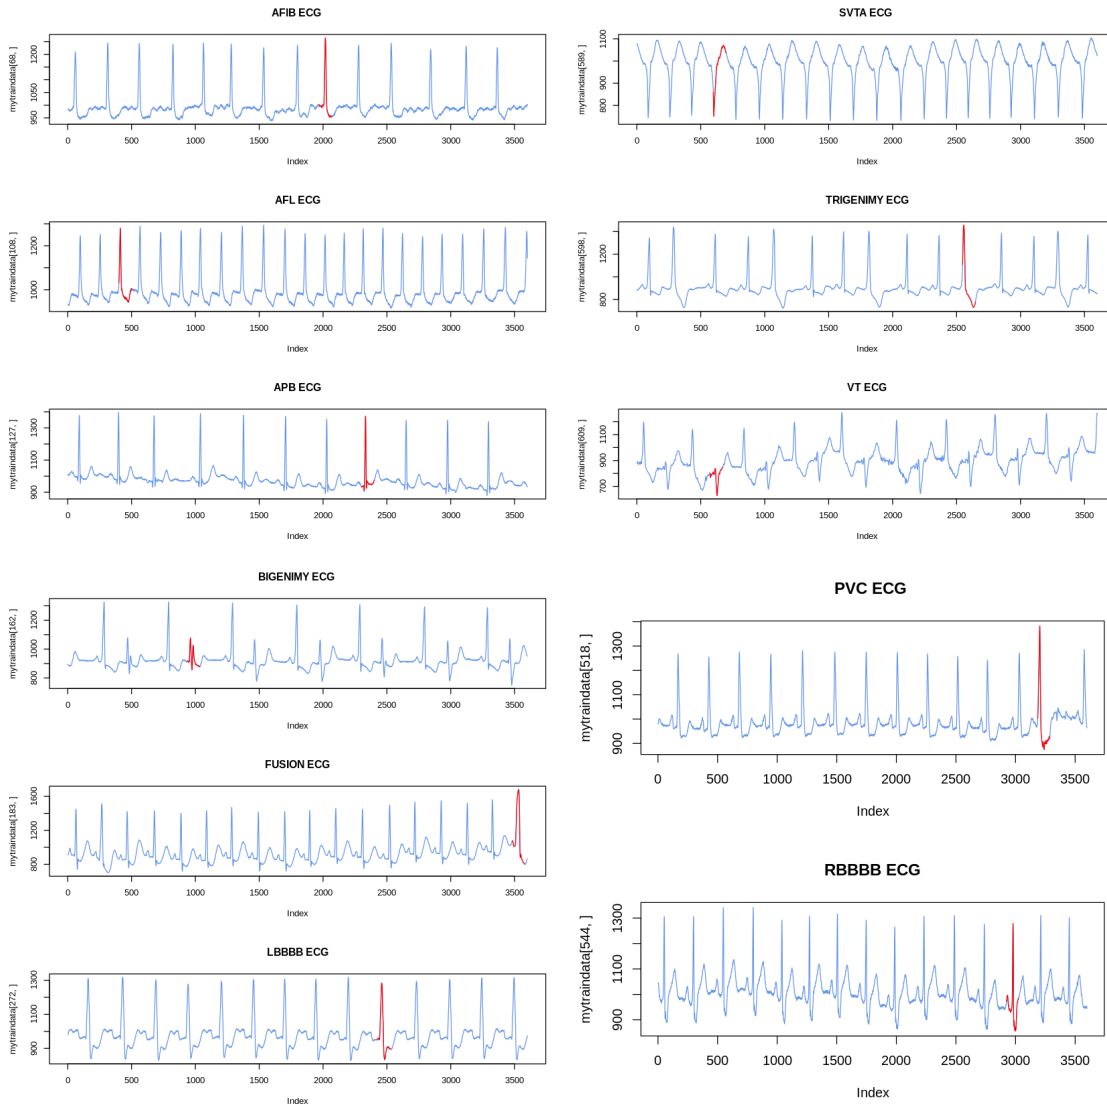 AFIB ECG
mytraindata[68, ]
950 1050 1200
0 500 1000 1500 2000 2500 3000 3500
Index
AFL ECG
mytraindata[108, ]
1000 1200
0 500 1000 1500 2000 2500 3000 3500
Index
APB ECG
mytraindata[127, ]
900 1100 1300
0 500 1000 1500 2000 2500 3000 3500
Index
BIGENIMY ECG
mytraindata[162, ]
800 1000 1200
0 500 1000 1500 2000 2500 3000 3500
Index
FUSION ECG
mytraindata[183, ]
800 1200 1600
0 500 1000 1500 2000 2500 3000 3500
Index
LBBBB ECG
mytraindata[272, ]
900 1100 1300
0 500 1000 1500 2000 2500 3000 3500
Index
SVTA ECG
mytraindata[589, ]
800 900 1100
0 500 1000 1500 2000 2500 3000 3500
Index
TRIGENIMY ECG
mytraindata[598, ]
800 1200
0 500 1000 1500 2000 2500 3000 3500
Index
VT ECG
mytraindata[609, ]
700 900 1100
0 500 1000 1500 2000 2500 3000 3500
Index
PVC ECG
mytraindata[518, ]
900 1100 1300
0 500 1000 1500 2000 2500 3000 3500
Index
RBBBB ECG
mytraindata[544, ]
900 1100 1300
0 500 1000 1500 2000 2500 3000 3500
Index